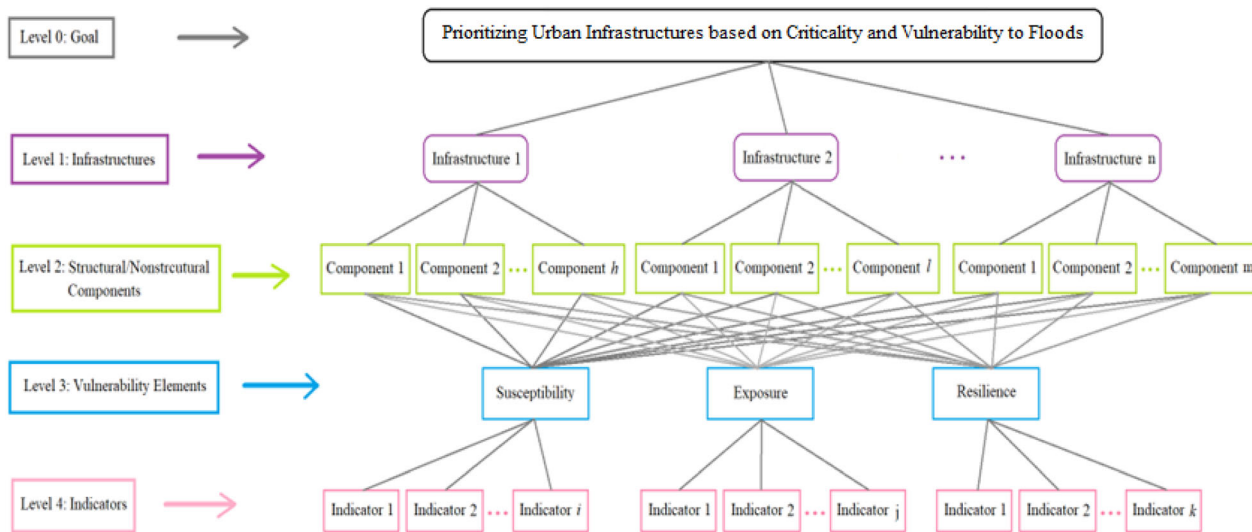 Level 0: Goal
Prioritizing Urban Infrastructures based on Criticality and Vulnerability to Floods
Level 1: Infrastructures
Infrastructure 1
Infrastructure 2
...
Infrastructure n
Level 2: Structural/Nonstrcutural
Components
Component 1
Component 2
...
Component h
Component 1
Component 2
...
Component l
Component 1
Component 2
...
Component m
Level 3: Vulnerability Elements
Susceptibility
Exposure
Resilience
Level 4: Indicators
Indicator 1
Indicator 2
...
Indicator i
Indicator 1
Indicator 2
...
Indicator j
Indicator 1
Indicator 2
...
Indicator k